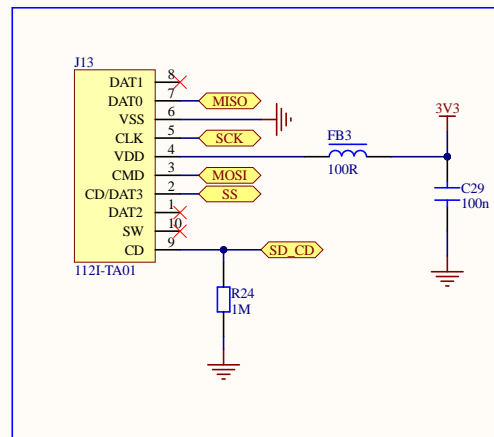 J13
DAT1 8
DAT0 7 MISO
VSS 6
CLK 5 SCK
VDD 4
CMD 3 MOSI
CD/DAT3 2 SS
DAT2 1
SW 10
CD 9 SD_CD
112I-TA01
R24
1M
FB3
100R
3V3
C29
100n